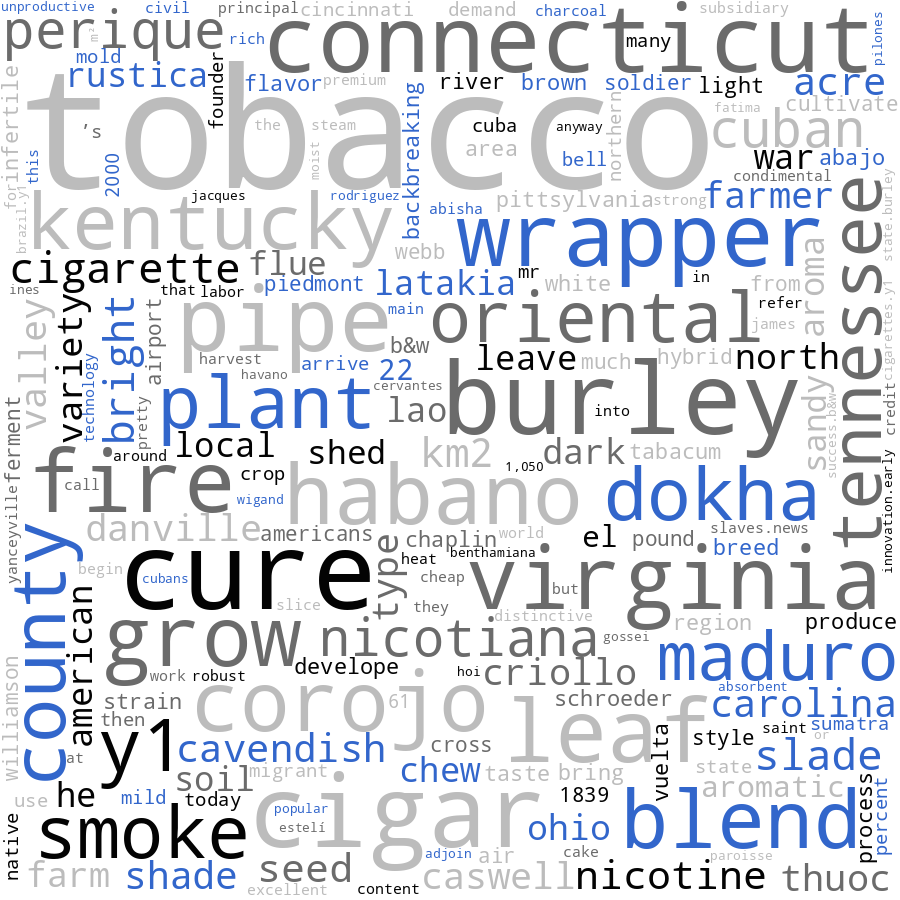 unproductive civil principal cincinnati demand charcoal subsidiary
perique m² rich connecticut many pilones
mold rustica founder flavor premium river brown soldier light acre
tobacco 's the steam cuba anyway northern fatima cultivate
infertile for this 2000 moist backbreaking area bell cuban war abajo
jacques rodriguez condimental
brazil.y1 kentucky abisha pittsylvania strong farmer tennessee state.burley
webb wrapper
cigarette flue piedmont latakia mr white in from aroma
ines that labor
valley variety bright airport pipe main oriental refer james cigarettes.y1
technology harvest b&w leave much hybrid north
pretty havano arrive 22 cervantes
plant lao burley into sandy success.b&w credit
ferment around local shed km2 dark tabacum
fire call crop 1,050
yanceyville wigand habano dokha innovation.early
danville americans chaplin world el pound slaves.news
type heat benthamiana breed
begin cubans cure cheap virginia but
county american slice they distinctive region produce
grow nicotiana gossei
developе hoi criollo maduro
work robust absorbent
williamson strain corojo 61 leaf schroeder carolina
then cross saint sumatra or
at y1 cavendish vuelta style slade
soil migrant chew taste bring state aromatic
use he mild today cigar 1839 process percent
native popular
smoke estelí ohio blend
adjoin air cake paroisse
farm shade seed caswell nicotine thuoc
excellent content